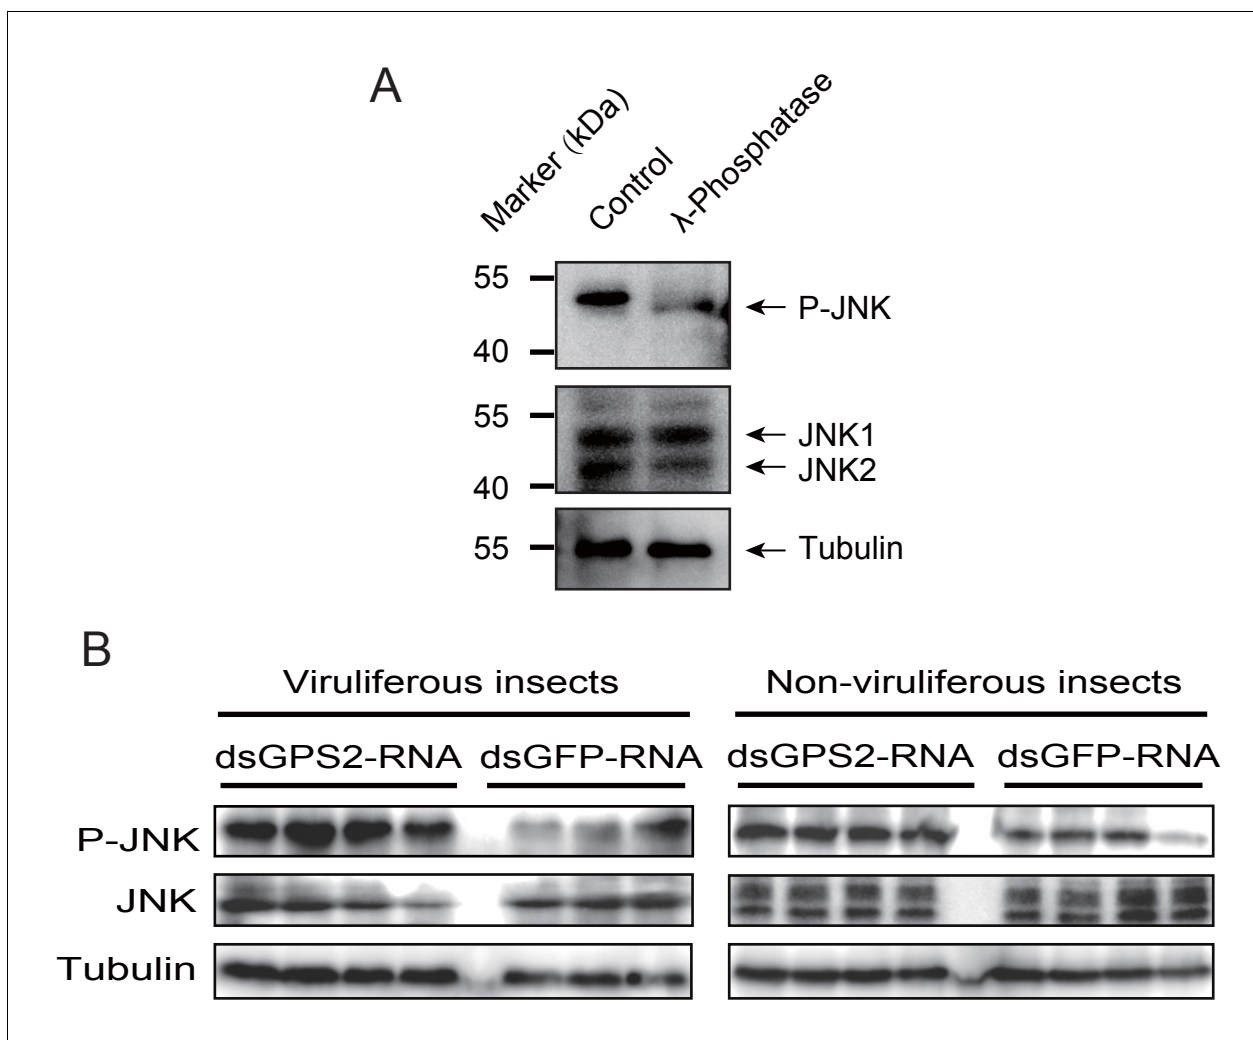 A
Marker (kDa)
Control
λ-Phosphatase
55
P-JNK
40
55
JNK1
JNK2
40
55
Tubulin
B
Viruliferous insects
Non-viruliferous insects
dsGPS2-RNA
dsGFP-RNA
dsGPS2-RNA
dsGFP-RNA
P-JNK
JNK
Tubulin